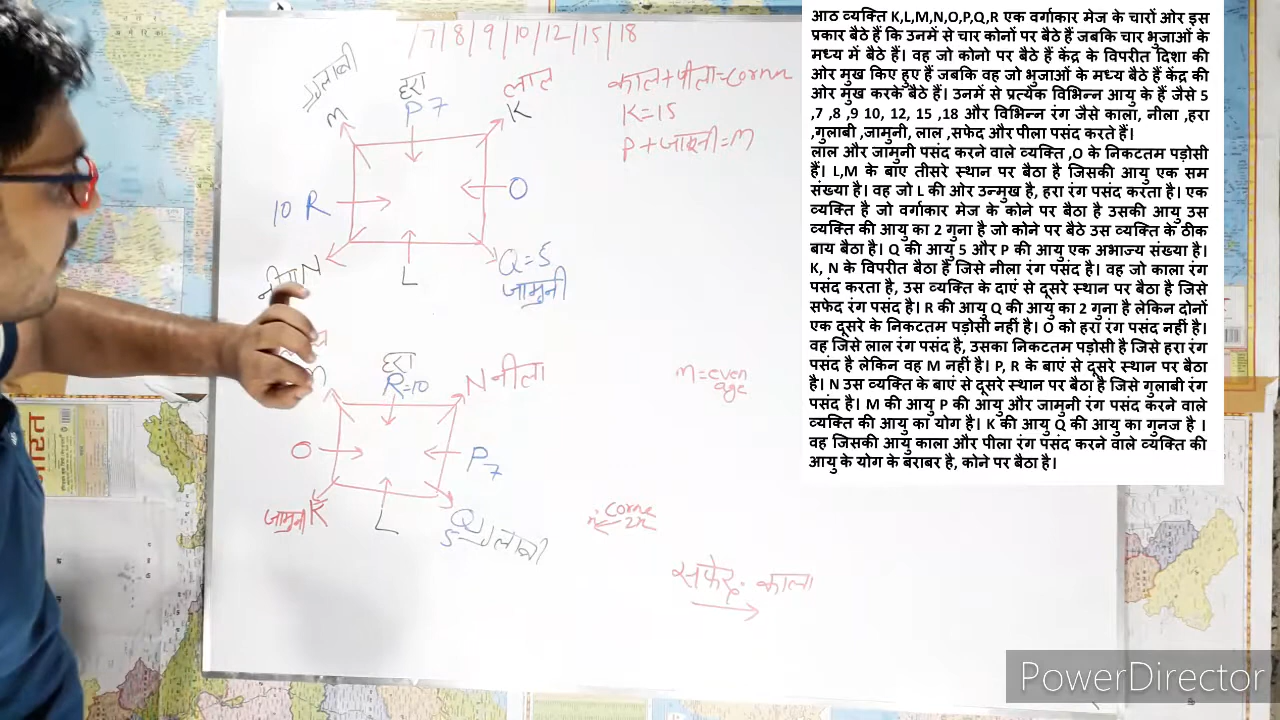 /7/8/9/10/12/15/18
गुलाबी
हरा
लाल
m
P 7
K
काला+पीला=corner
K=15
P+जामुनी=M
10 R
O
नीला N
L
Q=5
जामुनी
हरा
R=10
N नीला
m=even
age
O
P 7
जामुनी K
L
Q
5 गुलाबी
corne
2x
सफेद काला
भारत
आठ व्यक्ति K,L,M,N,O,P,Q,R एक वर्गाकार मेज के चारों ओर इस
प्रकार बैठे हैं कि उनमें से चार कोनों पर बैठे हैं जबकि चार भुजाओं के
मध्य में बैठे हैं। वह जो कोनो पर बैठे हैं केंद्र के विपरीत दिशा की
ओर मुख किए हुए हैं जबकि वह जो भुजाओं के मध्य बैठे हैं केंद्र की
ओर मुंख करके बैठे हैं। उनमें से प्रत्येक विभिन्न आयु के हैं जैसे 5
,7 ,8 ,9 10, 12, 15 ,18 और विभिन्न रंग जैसे काला, नीला ,हरा
,गुलाबी ,जामुनी, लाल ,सफेद और पीला पसंद करते हैं।
लाल और जामुनी पसंद करने वाले व्यक्ति ,O के निकटतम पड़ोसी
हैं। L,M के बाएं तीसरे स्थान पर बैठा है जिसकी आयु एक सम
संख्या है। वह जो L की ओर उन्मुख है, हरा रंग पसंद करता है। एक
व्यक्ति है जो वर्गाकार मेज के कोने पर बैठा है उसकी आयु उस
व्यक्ति की आयु का 2 गुना है जो कोने पर बैठे उस व्यक्ति के ठीक
बाय बैठा है। Q की आयु 5 और P की आयु एक अभाज्य संख्या है।
K, N के विपरीत बैठा है जिसे नीला रंग पसंद है। वह जो काला रंग
पसंद करता है, उस व्यक्ति के दाएं से दूसरे स्थान पर बैठा है जिसे
सफेद रंग पसंद है। R की आयु Q की आयु का 2 गुना है लेकिन दोनों
एक दूसरे के निकटतम पड़ोसी नहीं है। O को हरा रंग पसंद नहीं है।
वह जिसे लाल रंग पसंद है, उसका निकटतम पड़ोसी है जिसे हरा रंग
पसंद है लेकिन वह M नहीं है। P, R के बाएं से दूसरे स्थान पर बैठा
है। N उस व्यक्ति के बाएं से दूसरे स्थान पर बैठा है जिसे गुलाबी रंग
पसंद है। M की आयु P की आयु और जामुनी रंग पसंद करने वाले
व्यक्ति की आयु का योग है। K की आयु Q की आयु का गुनज है ।
वह जिसकी आयु काला और पीला रंग पसंद करने वाले व्यक्ति की
आयु के योग के बराबर है, कोने पर बैठा है।
PowerDirector